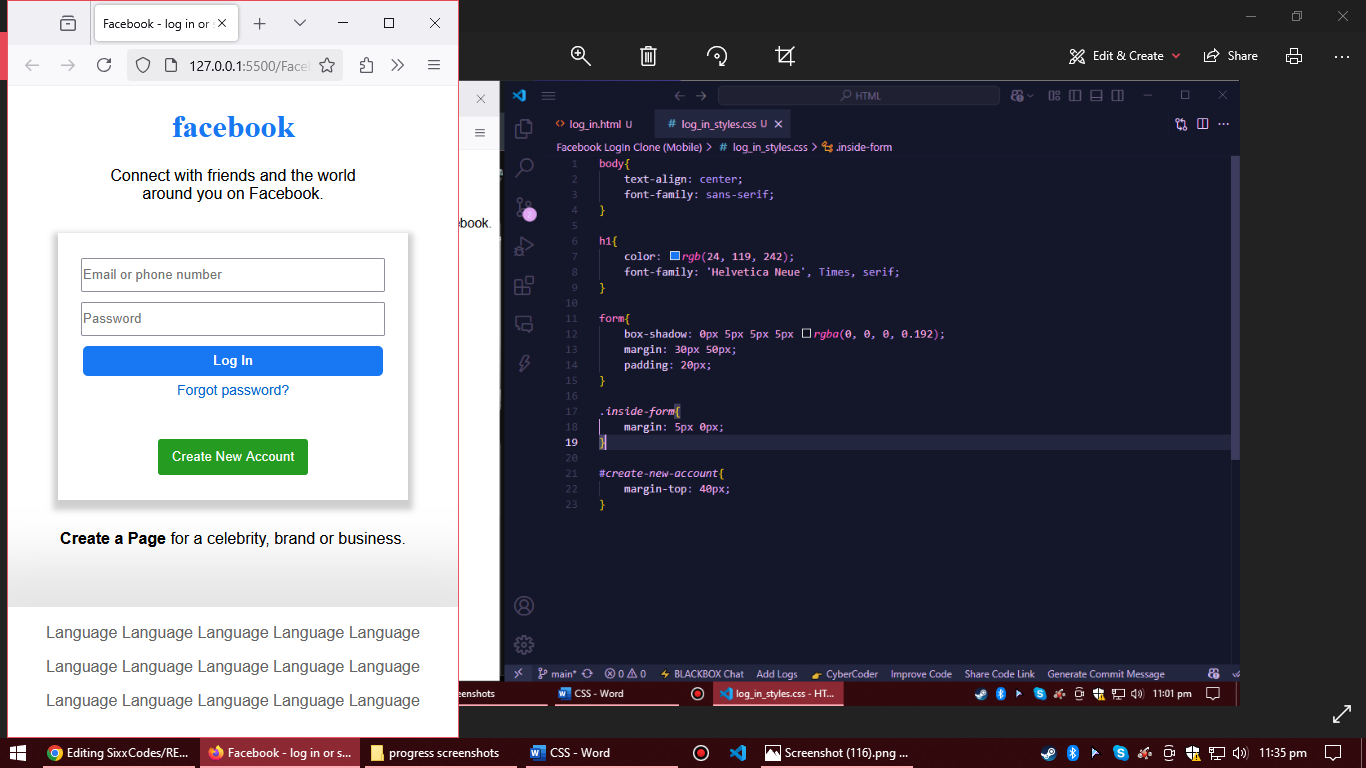 Facebook - log in or s
127.0.0.1:5500/Facel
facebook
Connect with friends and the world
around you on Facebook.
Email or phone number
Password
Log In
Forgot password?
Create New Account
Create a Page for a celebrity, brand or business.
Language Language Language Language Language
Language Language Language Language Language
Language Language Language Language Language
Edit & Create
Share
book.
HTML
log_in.html U
# log_in_styles.css U
Facebook LogIn Clone (Mobile) > # log_in_styles.css > .inside-form
1 body{
2 text-align: center;
3 font-family: sans-serif;
4 }
5
6 h1{
7 color: rgb(24, 119, 242);
8 font-family: 'Helvetica Neue', Times, serif;
9 }
10
11 form{
12 box-shadow: 0px 5px 5px 5px rgba(0, 0, 0, 0.192);
13 margin: 30px 50px;
14 padding: 20px;
15 }
16
17 .inside-form{
18 margin: 5px 0px;
19 }
20
21 #create-new-account{
22 margin-top: 40px;
23 }
2
main* 0 0 BLACKBOX Chat Add Logs CyberCoder Improve Code Share Code Link Generate Commit Message
eenshots CSS - Word log_in_styles.css - HT... 11:01 pm
Editing SixxCodes/RE... Facebook - log in or s... progress screenshots CSS - Word Screenshot (116).png ... 11:35 pm